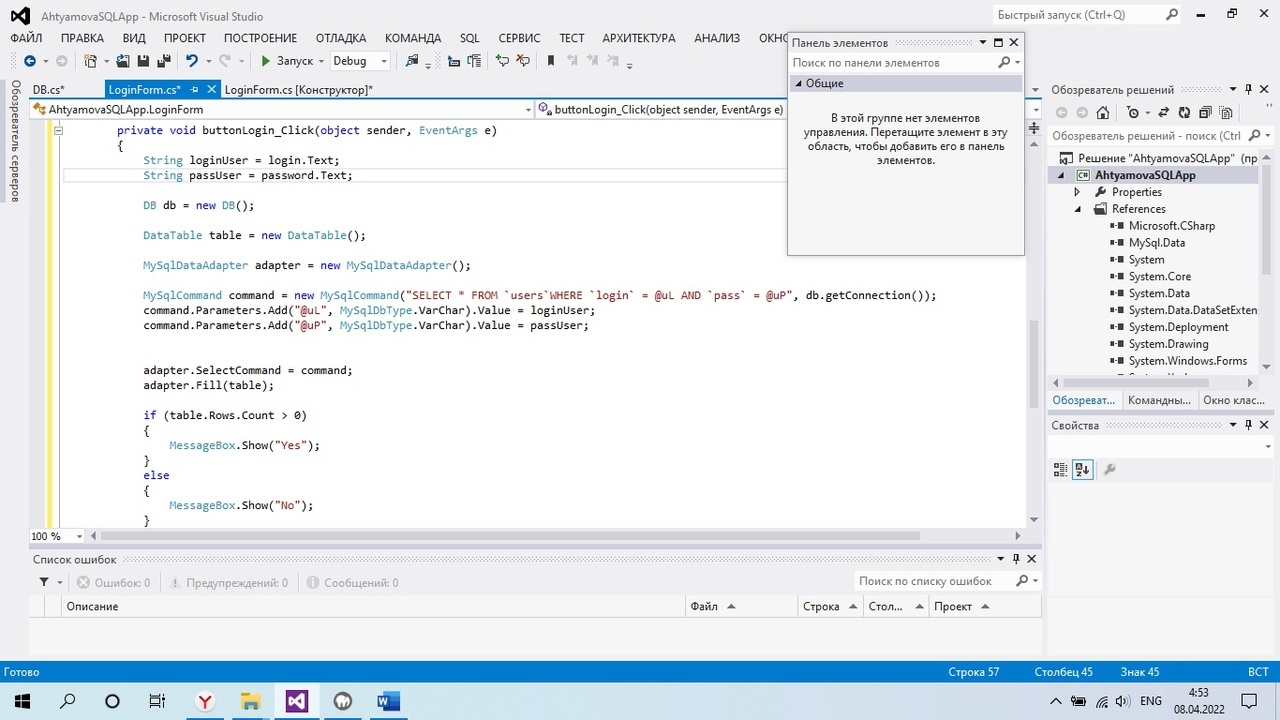 AhtyamovaSQLApp - Microsoft Visual Studio
Быстрый запуск (Ctrl+Q)
ФАЙЛ ПРАВКА ВИД ПРОЕКТ ПОСТРОЕНИЕ ОТЛАДКА КОМАНДА SQL СЕРВИС ТЕСТ АРХИТЕКТУРА АНАЛИЗ ОКНО
Запуск Debug
Панель элементов
Поиск по панели элементов
Общие
В этой группе нет элементов
управления. Перетащите элемент в эту
область, чтобы добавить его в панель
элементов.
Обозреватель серверов
DB.cs* LoginForm.cs* LoginForm.cs [Конструктор]*
AhtyamovaSQLApp.LoginForm buttonLogin_Click(object sender, EventArgs e)
private void buttonLogin_Click(object sender, EventArgs e)
{
String loginUser = login.Text;
String passUser = password.Text;
DB db = new DB();
DataTable table = new DataTable();
MySqlDataAdapter adapter = new MySqlDataAdapter();
MySqlCommand command = new MySqlCommand("SELECT * FROM `users`WHERE `login` = @uL AND `pass` = @uP", db.getConnection());
command.Parameters.Add("@uL", MySqlDbType.VarChar).Value = loginUser;
command.Parameters.Add("@uP", MySqlDbType.VarChar).Value = passUser;
adapter.SelectCommand = command;
adapter.Fill(table);
if (table.Rows.Count > 0)
{
MessageBox.Show("Yes");
}
else
{
MessageBox.Show("No");
}
100 %
Обозреватель решений
Обозреватель решений - поиск (Ctrl
Решение "AhtyamovaSQLApp" (пр
C# AhtyamovaSQLApp
Properties
References
Microsoft.CSharp
MySql.Data
System
System.Core
System.Data
System.Data.DataSetExten
System.Deployment
System.Drawing
System.Windows.Forms
Обозреват... Командны... Окно клас...
Свойства
Список ошибок
Ошибок: 0 Предупреждений: 0 Сообщений: 0 Поиск по списку ошибок
Описание Файл Строка Стол... Проект
Готово Строка 57 Столбец 45 Знак 45 ВСТ
ENG 4:53
08.04.2022